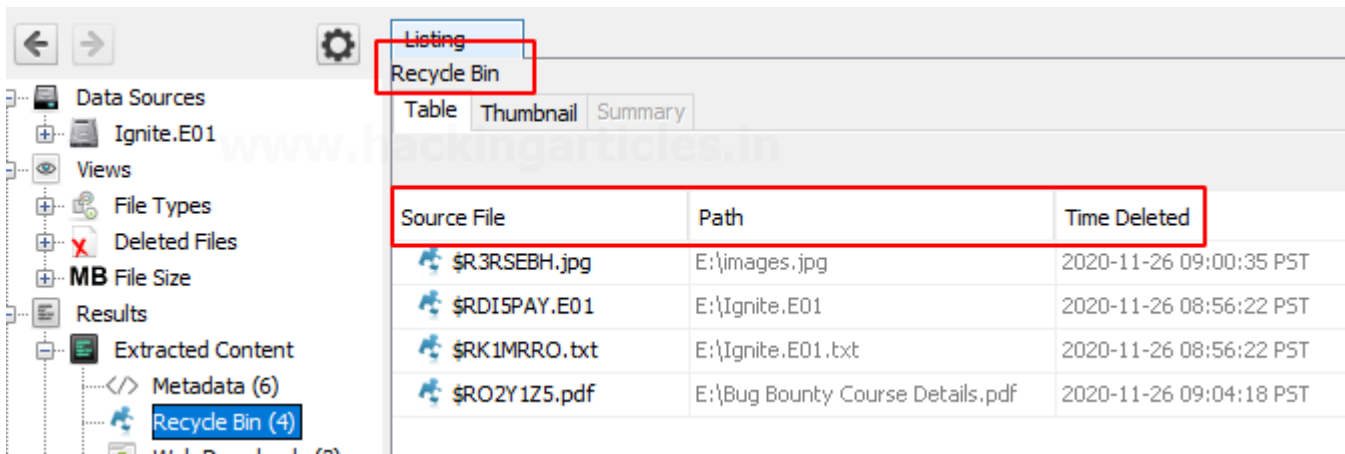 Listing
Recycle Bin
Data Sources
Table Thumbnail Summary
Ignite.E01
www.hackingarticles.in
Views
File Types
Source File Path Time Deleted
Deleted Files
$R3RSEBH.jpg E:\images.jpg 2020-11-26 09:00:35 PST
MB File Size
$RDI5PAY.E01 E:\Ignite.E01 2020-11-26 08:56:22 PST
Results
Extracted Content
$RK1MRRO.txt E:\Ignite.E01.txt 2020-11-26 08:56:22 PST
</> Metadata (6)
$RO2Y1Z5.pdf E:\Bug Bounty Course Details.pdf 2020-11-26 09:04:18 PST
Recycle Bin (4)